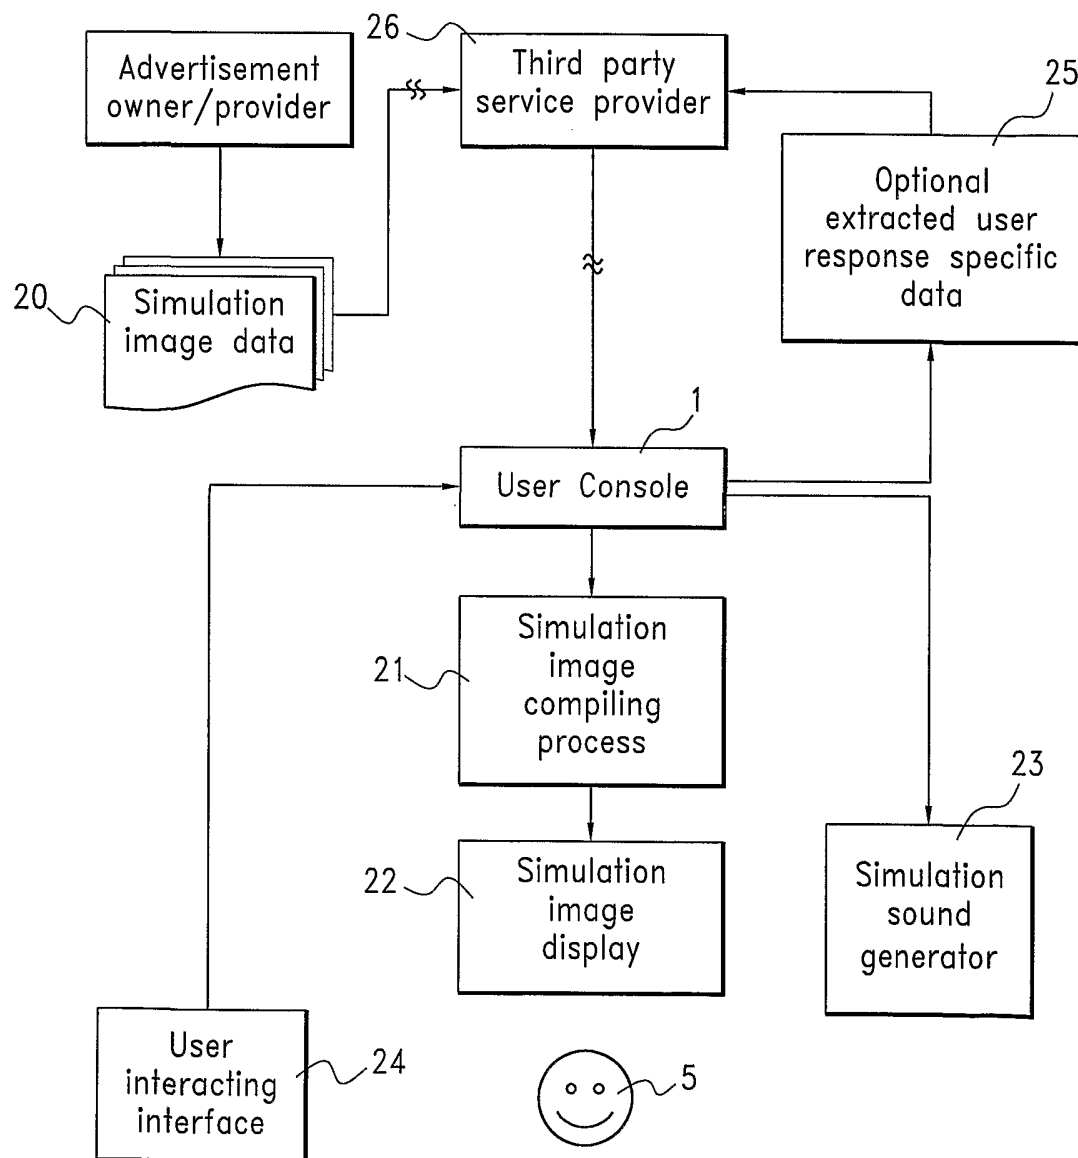 Advertisement
owner/provider
26
Third party
service provider
25
Optional
extracted user
response specific
data
20
Simulation
image data
1
User Console
21
Simulation
image
compiling
process
22
Simulation
image
display
23
Simulation
sound
generator
User
interacting
interface
24
5